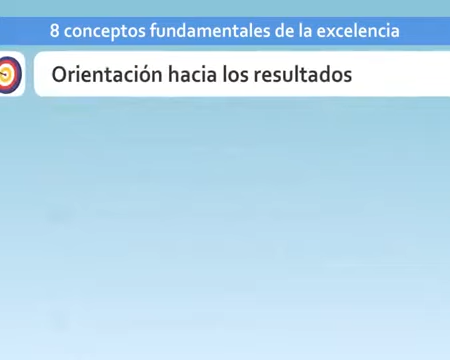 8 conceptos fundamentales de la excelencia
Orientación hacia los resultados